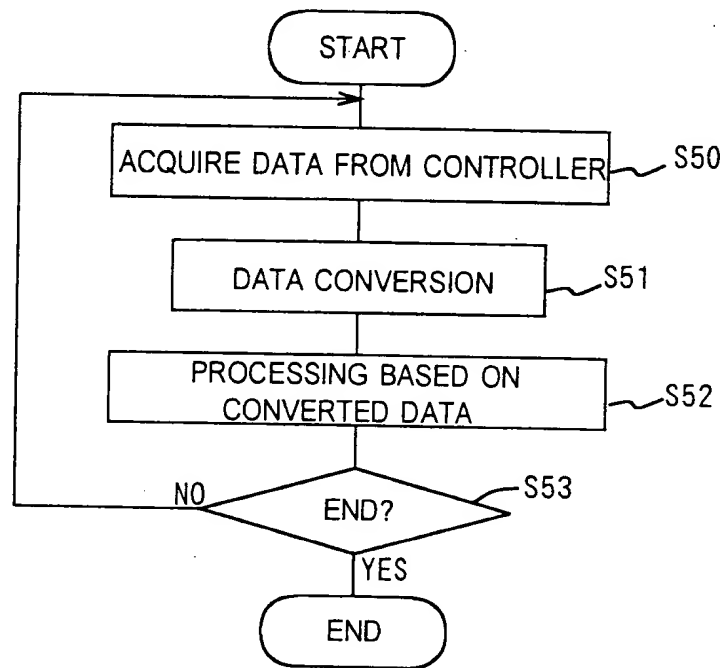 START
ACQUIRE DATA FROM CONTROLLER
S50
DATA CONVERSION
S51
PROCESSING BASED ON
CONVERTED DATA
S52
S53
NO
END?
YES
END